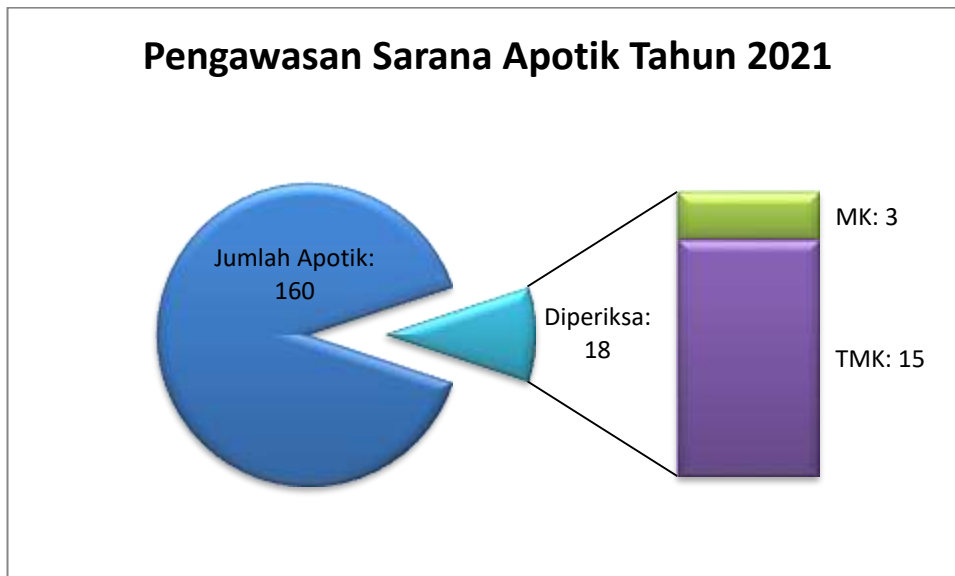 Pengawasan Sarana Apotik Tahun 2021
Jumlah Apotik:
160
Diperiksa:
18
MK: 3
TMK: 15